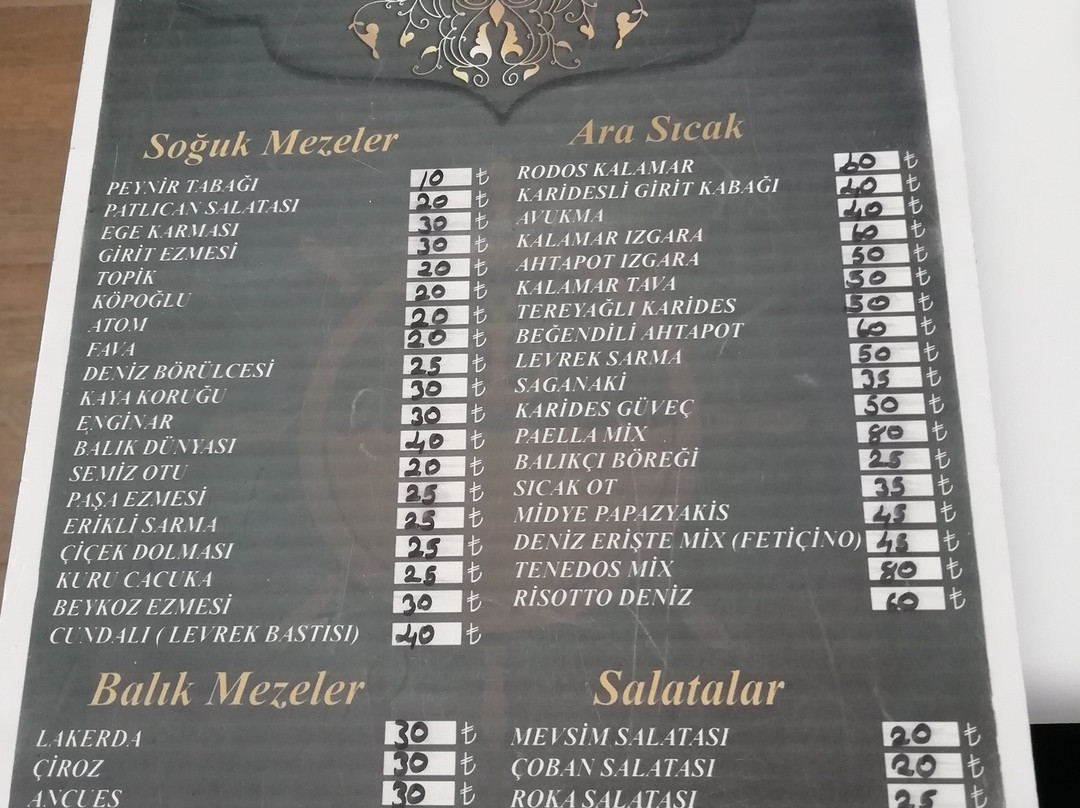 Soğuk Mezeler
PEYNİR TABAĞI 10 ₺
PATLICAN SALATASI 20 ₺
EGE KARMASI 30 ₺
GİRİT EZMESİ 30 ₺
TOPİK 20 ₺
KÖPOĞLU 20 ₺
ATOM 20 ₺
FAVA 20 ₺
DENİZ BÖRÜLCESİ 25 ₺
KAYA KORUĞU 30 ₺
ENGİNAR 30 ₺
BALIK DÜNYASI 40 ₺
SEMİZ OTU 20 ₺
PAŞA EZMESİ 25 ₺
ERİKLİ SARMA 25 ₺
ÇİÇEK DOLMASI 25 ₺
KURU CACUKA 25 ₺
BEYKOZ EZMESİ 30 ₺
CUNDALI ( LEVREK BASTISI) 40 ₺
Ara Sıcak
RODOS KALAMAR 60 ₺
KARİDESLİ GİRİT KABAĞI 40 ₺
AVUKMA 40 ₺
KALAMAR IZGARA 60 ₺
AHTAPOT IZGARA 50 ₺
KALAMAR TAVA 50 ₺
TEREYAĞLI KARİDES 50 ₺
BEĞENDİLİ AHTAPOT 60 ₺
LEVREK SARMA 50 ₺
SAGANAKİ 35 ₺
KARİDES GÜVEÇ 50 ₺
PAELLA MİX 80 ₺
BALIKÇI BÖREĞİ 25 ₺
SICAK OT 35 ₺
MİDYE PAPAZYAKİS 45 ₺
DENİZ ERİŞTE MİX (FETİÇİNO) 45 ₺
TENEDOS MİX 80 ₺
RİSOTTO DENİZ 60 ₺
Balık Mezeler
LAKERDA 30 ₺
ÇİROZ 30 ₺
ANCUES 30 ₺
Salatalar
MEVSİM SALATASI 20 ₺
ÇOBAN SALATASI 20 ₺
ROKA SALATASI 25 ₺